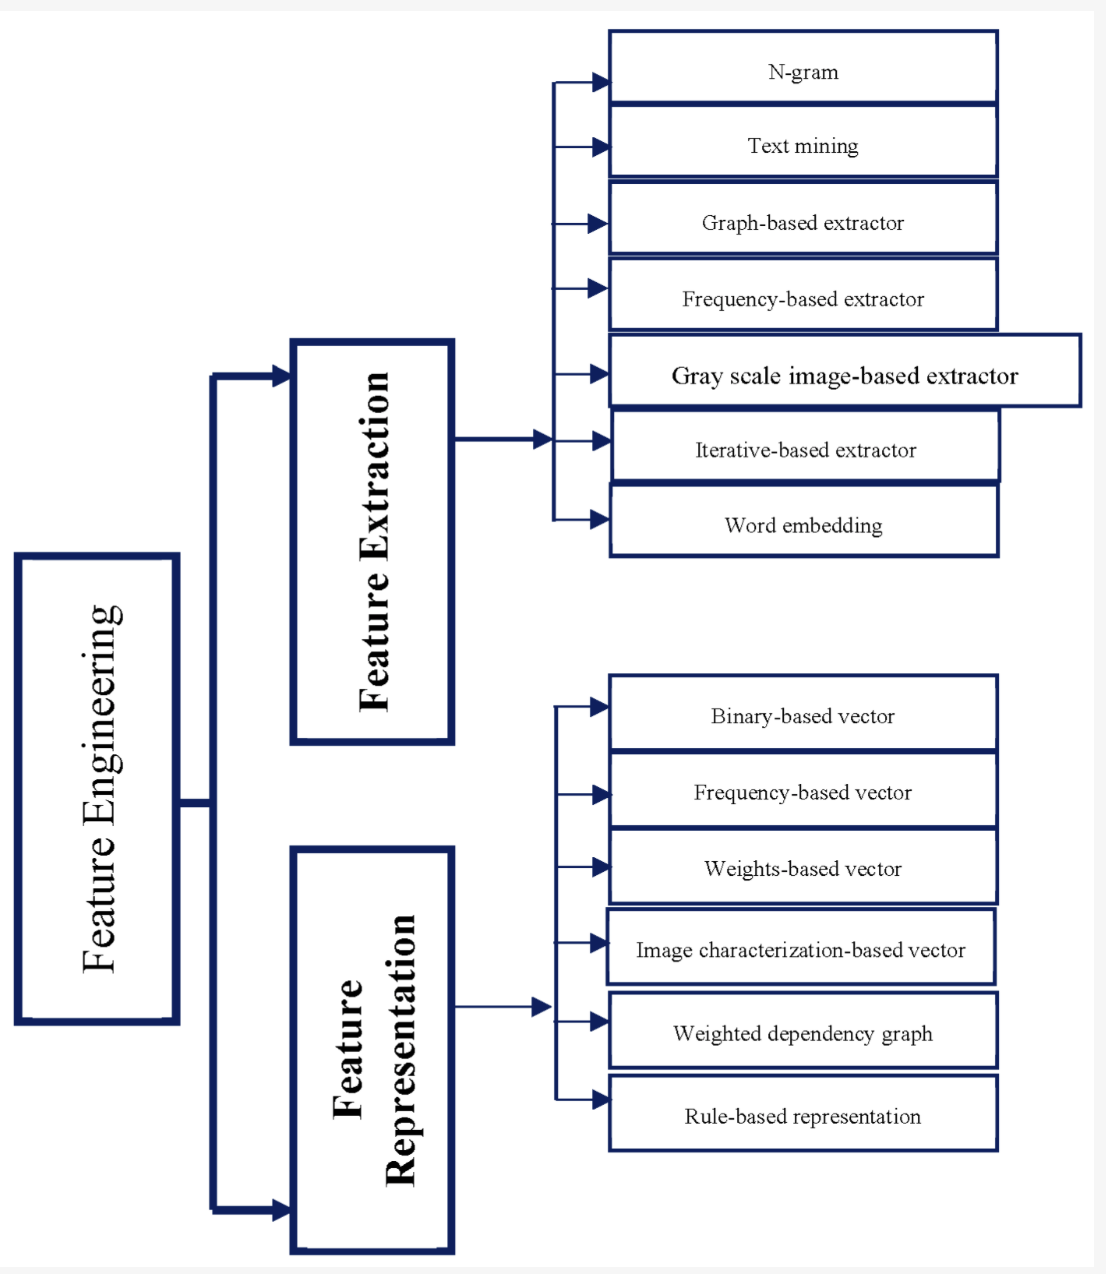 Feature Engineering
Feature Extraction
N-gram
Text mining
Graph-based extractor
Frequency-based extractor
Gray scale image-based extractor
Iterative-based extractor
Word embedding
Feature
Representation
Binary-based vector
Frequency-based vector
Weights-based vector
Image characterization-based vector
Weighted dependency graph
Rule-based representation